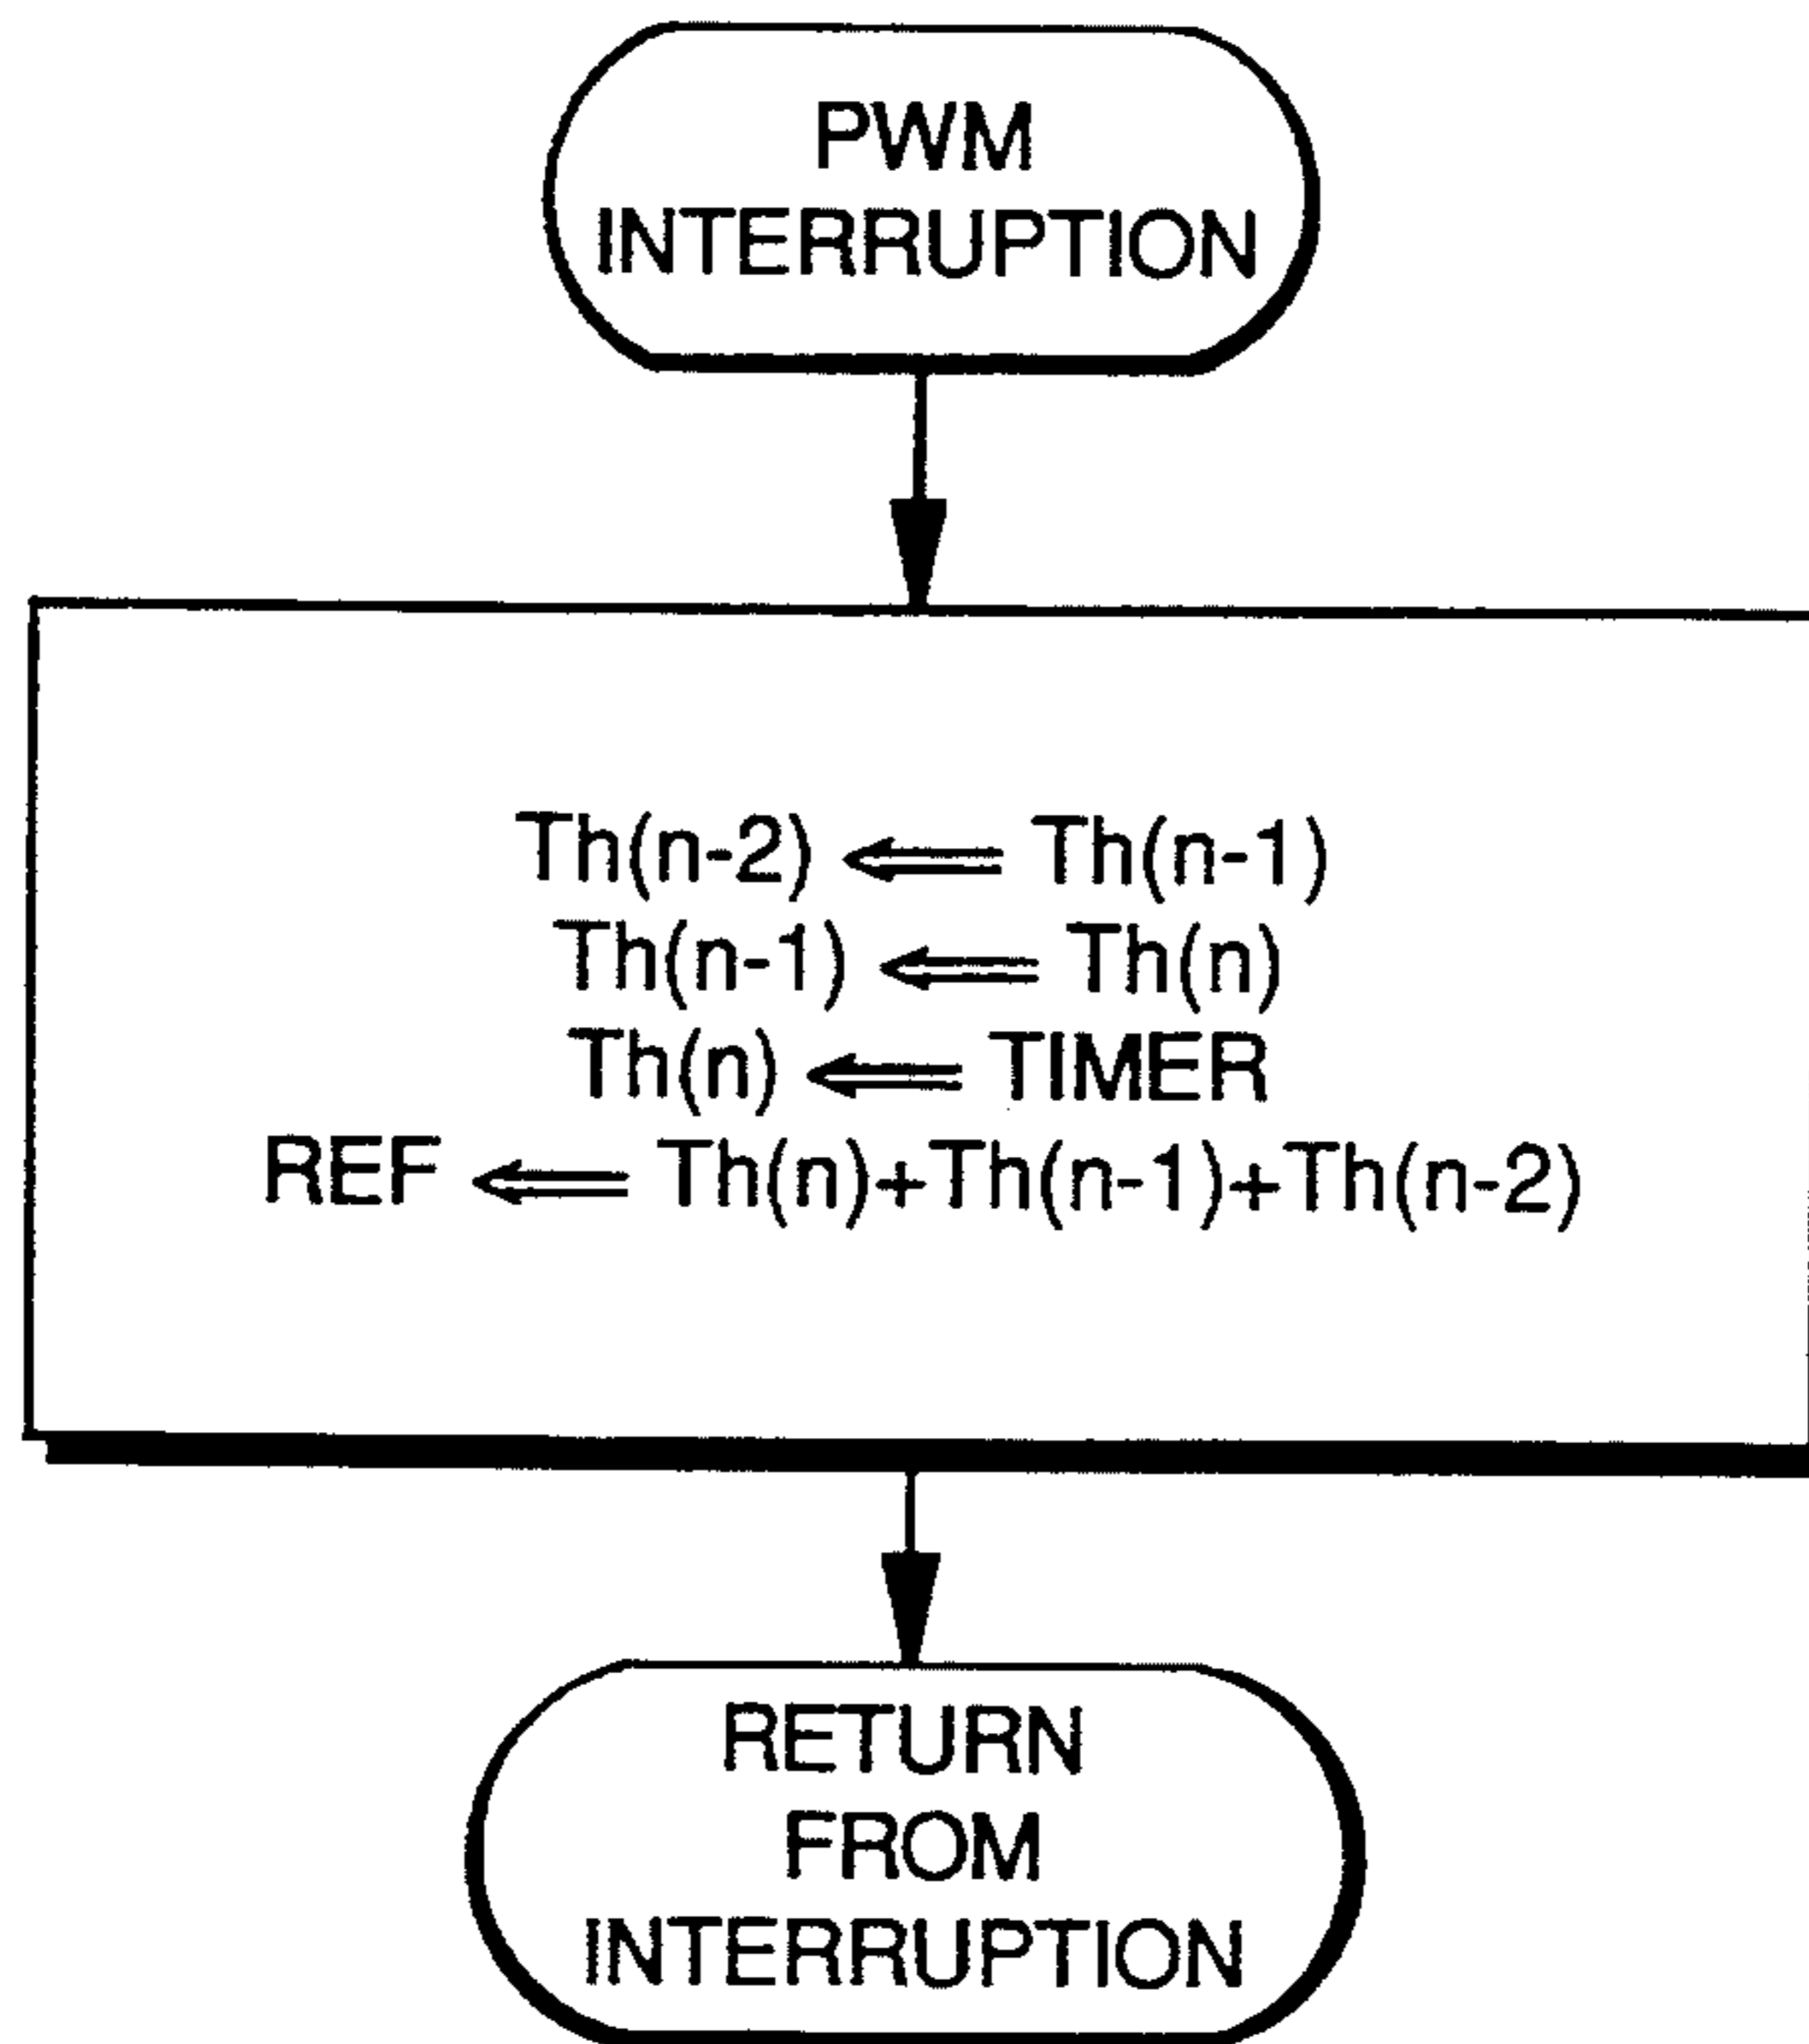 PWM
INTERRUPTION
Th(n-2) ⇐ Th(n-1)
Th(n-1) ⇐ Th(n)
Th(n) ⇐ TIMER
REF ⇐ Th(n)+Th(n-1)+Th(n-2)
RETURN
FROM
INTERRUPTION